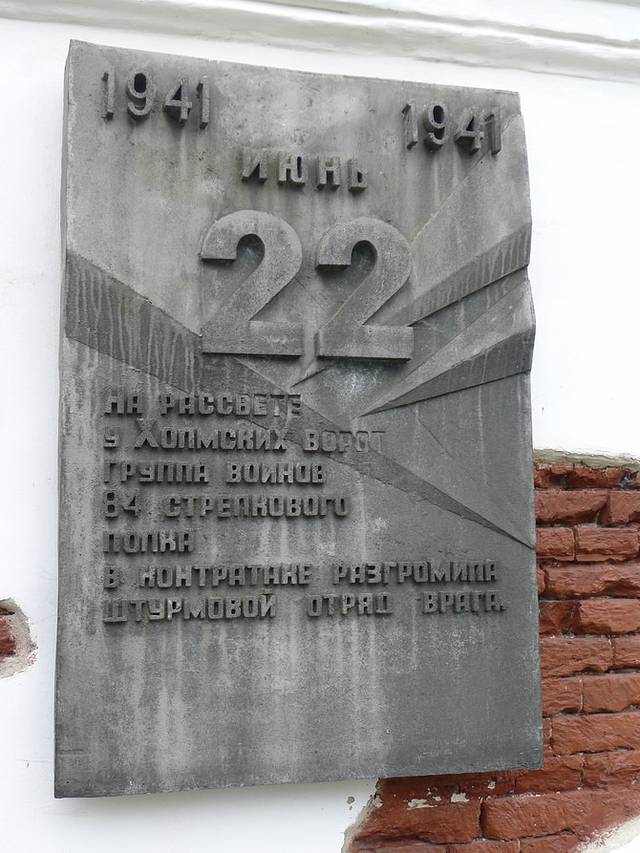 1941 1941
ИЮНЬ
22
НА РАССВЕТЕ
У ХОЛМСКИХ ВОРОТ
ГРУППА ВОИНОВ
84 СТРЕЛКОВОГО
ПОЛКА
В КОНТРАТАКЕ РАЗГРОМИЛА
ШТУРМОВОЙ ОТРЯД ВРАГА.